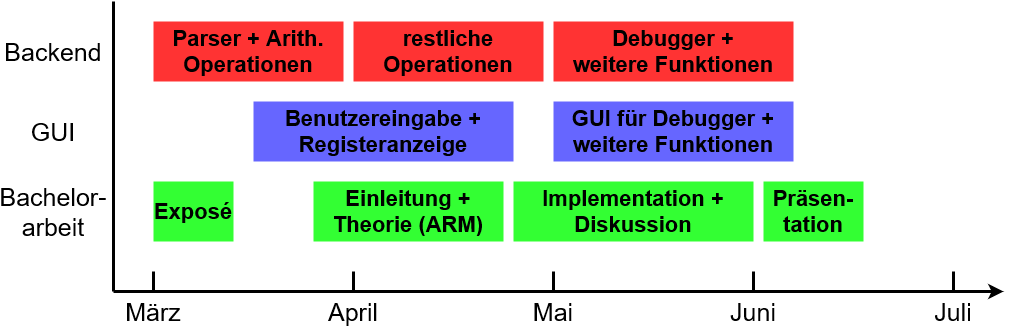 Backend
Parser + Arith.
Operationen
restliche
Operationen
Debugger +
weitere Funktionen
GUI
Benutzereingabe +
Registeranzeige
GUI für Debugger +
weitere Funktionen
Bachelor-
arbeit
Exposé
Einleitung +
Theorie (ARM)
Implementation +
Diskussion
Präsen-
tation
März
April
Mai
Juni
Juli